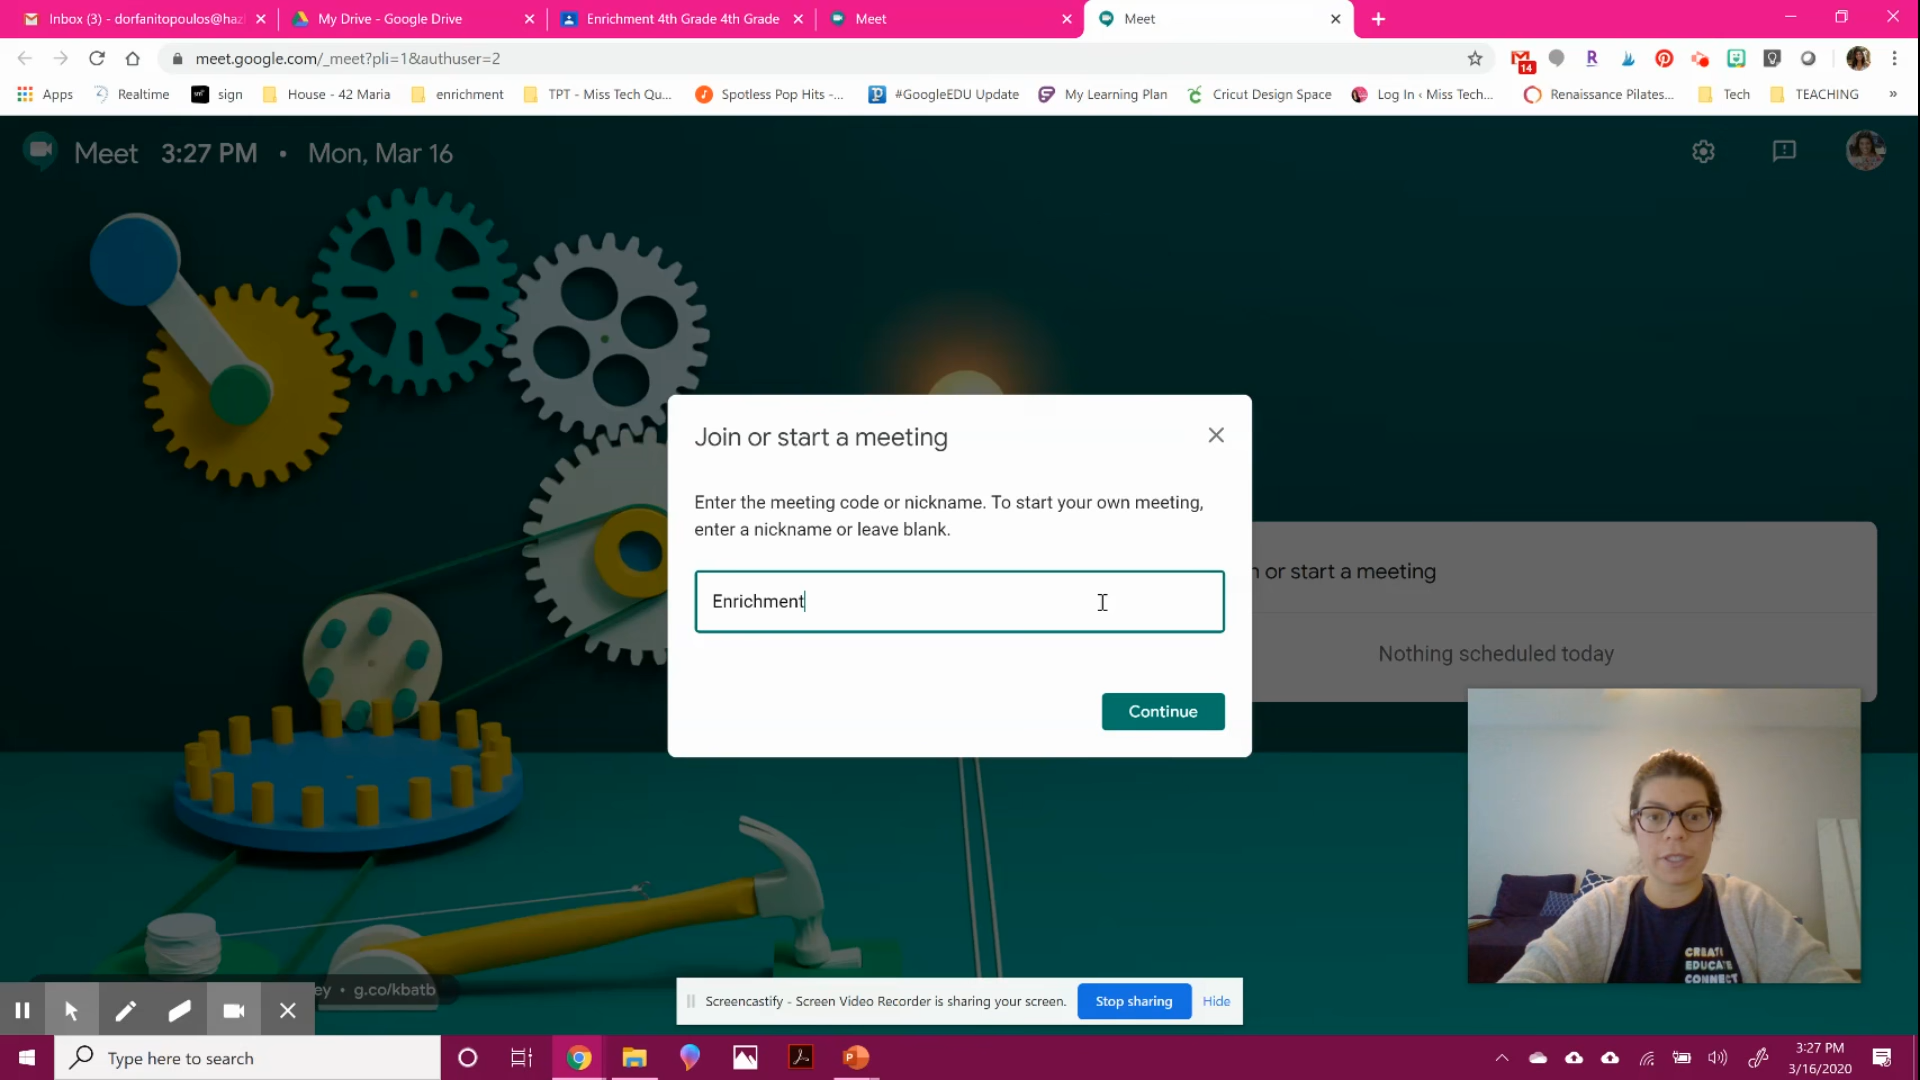 Inbox (3) - dorfanitopoulos@haz
My Drive - Google Drive
Enrichment 4th Grade 4th Grade
Meet
Meet
meet.google.com/_meet?pli=1&authuser=2
14
R
Apps
Realtime
sign
House - 42 Maria
enrichment
TPT - Miss Tech Qu...
Spotless Pop Hits -...
#GoogleEDU Update
My Learning Plan
Cricut Design Space
Log In ‹ Miss Tech...
Renaissance Pilates...
Tech
TEACHING
»
Meet 3:27 PM • Mon, Mar 16
Join or start a meeting
Enter the meeting code or nickname. To start your own meeting,
enter a nickname or leave blank.
Enrichment
Continue
or start a meeting
Nothing scheduled today
CREATE
EDUCATE
CONNECT
ey • g.co/kbatb
Screencastify - Screen Video Recorder is sharing your screen.
Stop sharing
Hide
Type here to search
3:27 PM
3/16/2020